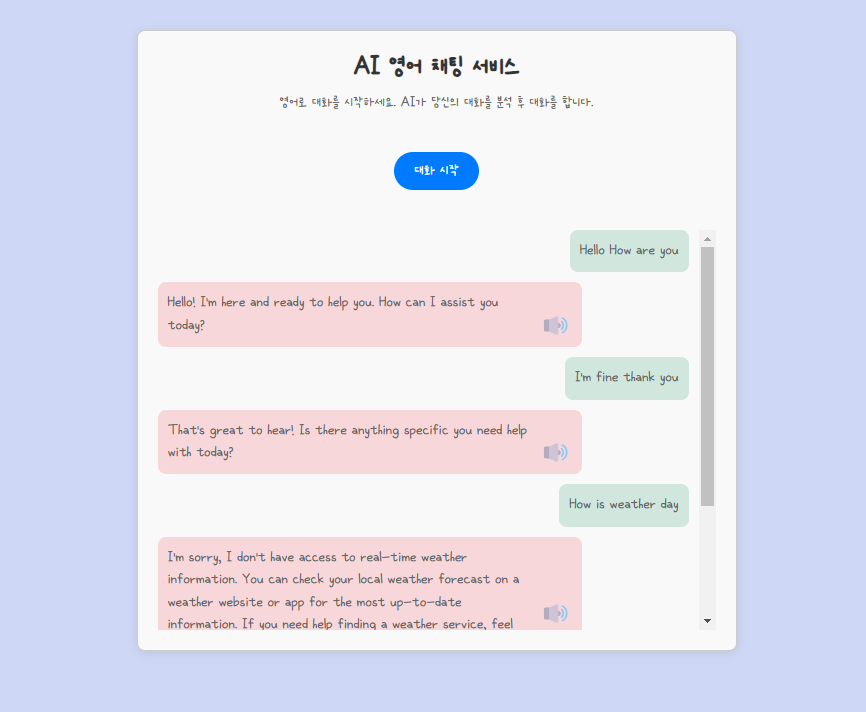 AI 영어 채팅 서비스
영어로 대화를 시작하세요. AI가 당신의 대화를 분석 후 대화를 합니다.
대화 시작
Hello How are you
Hello! I'm here and ready to help you. How can I assist you
today?
I'm fine thank you
That's great to hear! Is there anything specific you need help
with today?
How is weather day
I'm sorry, I don't have access to real-time weather
information. You can check your local weather forecast on a
weather website or app for the most up-to-date
information. If you need help finding a weather service, feel